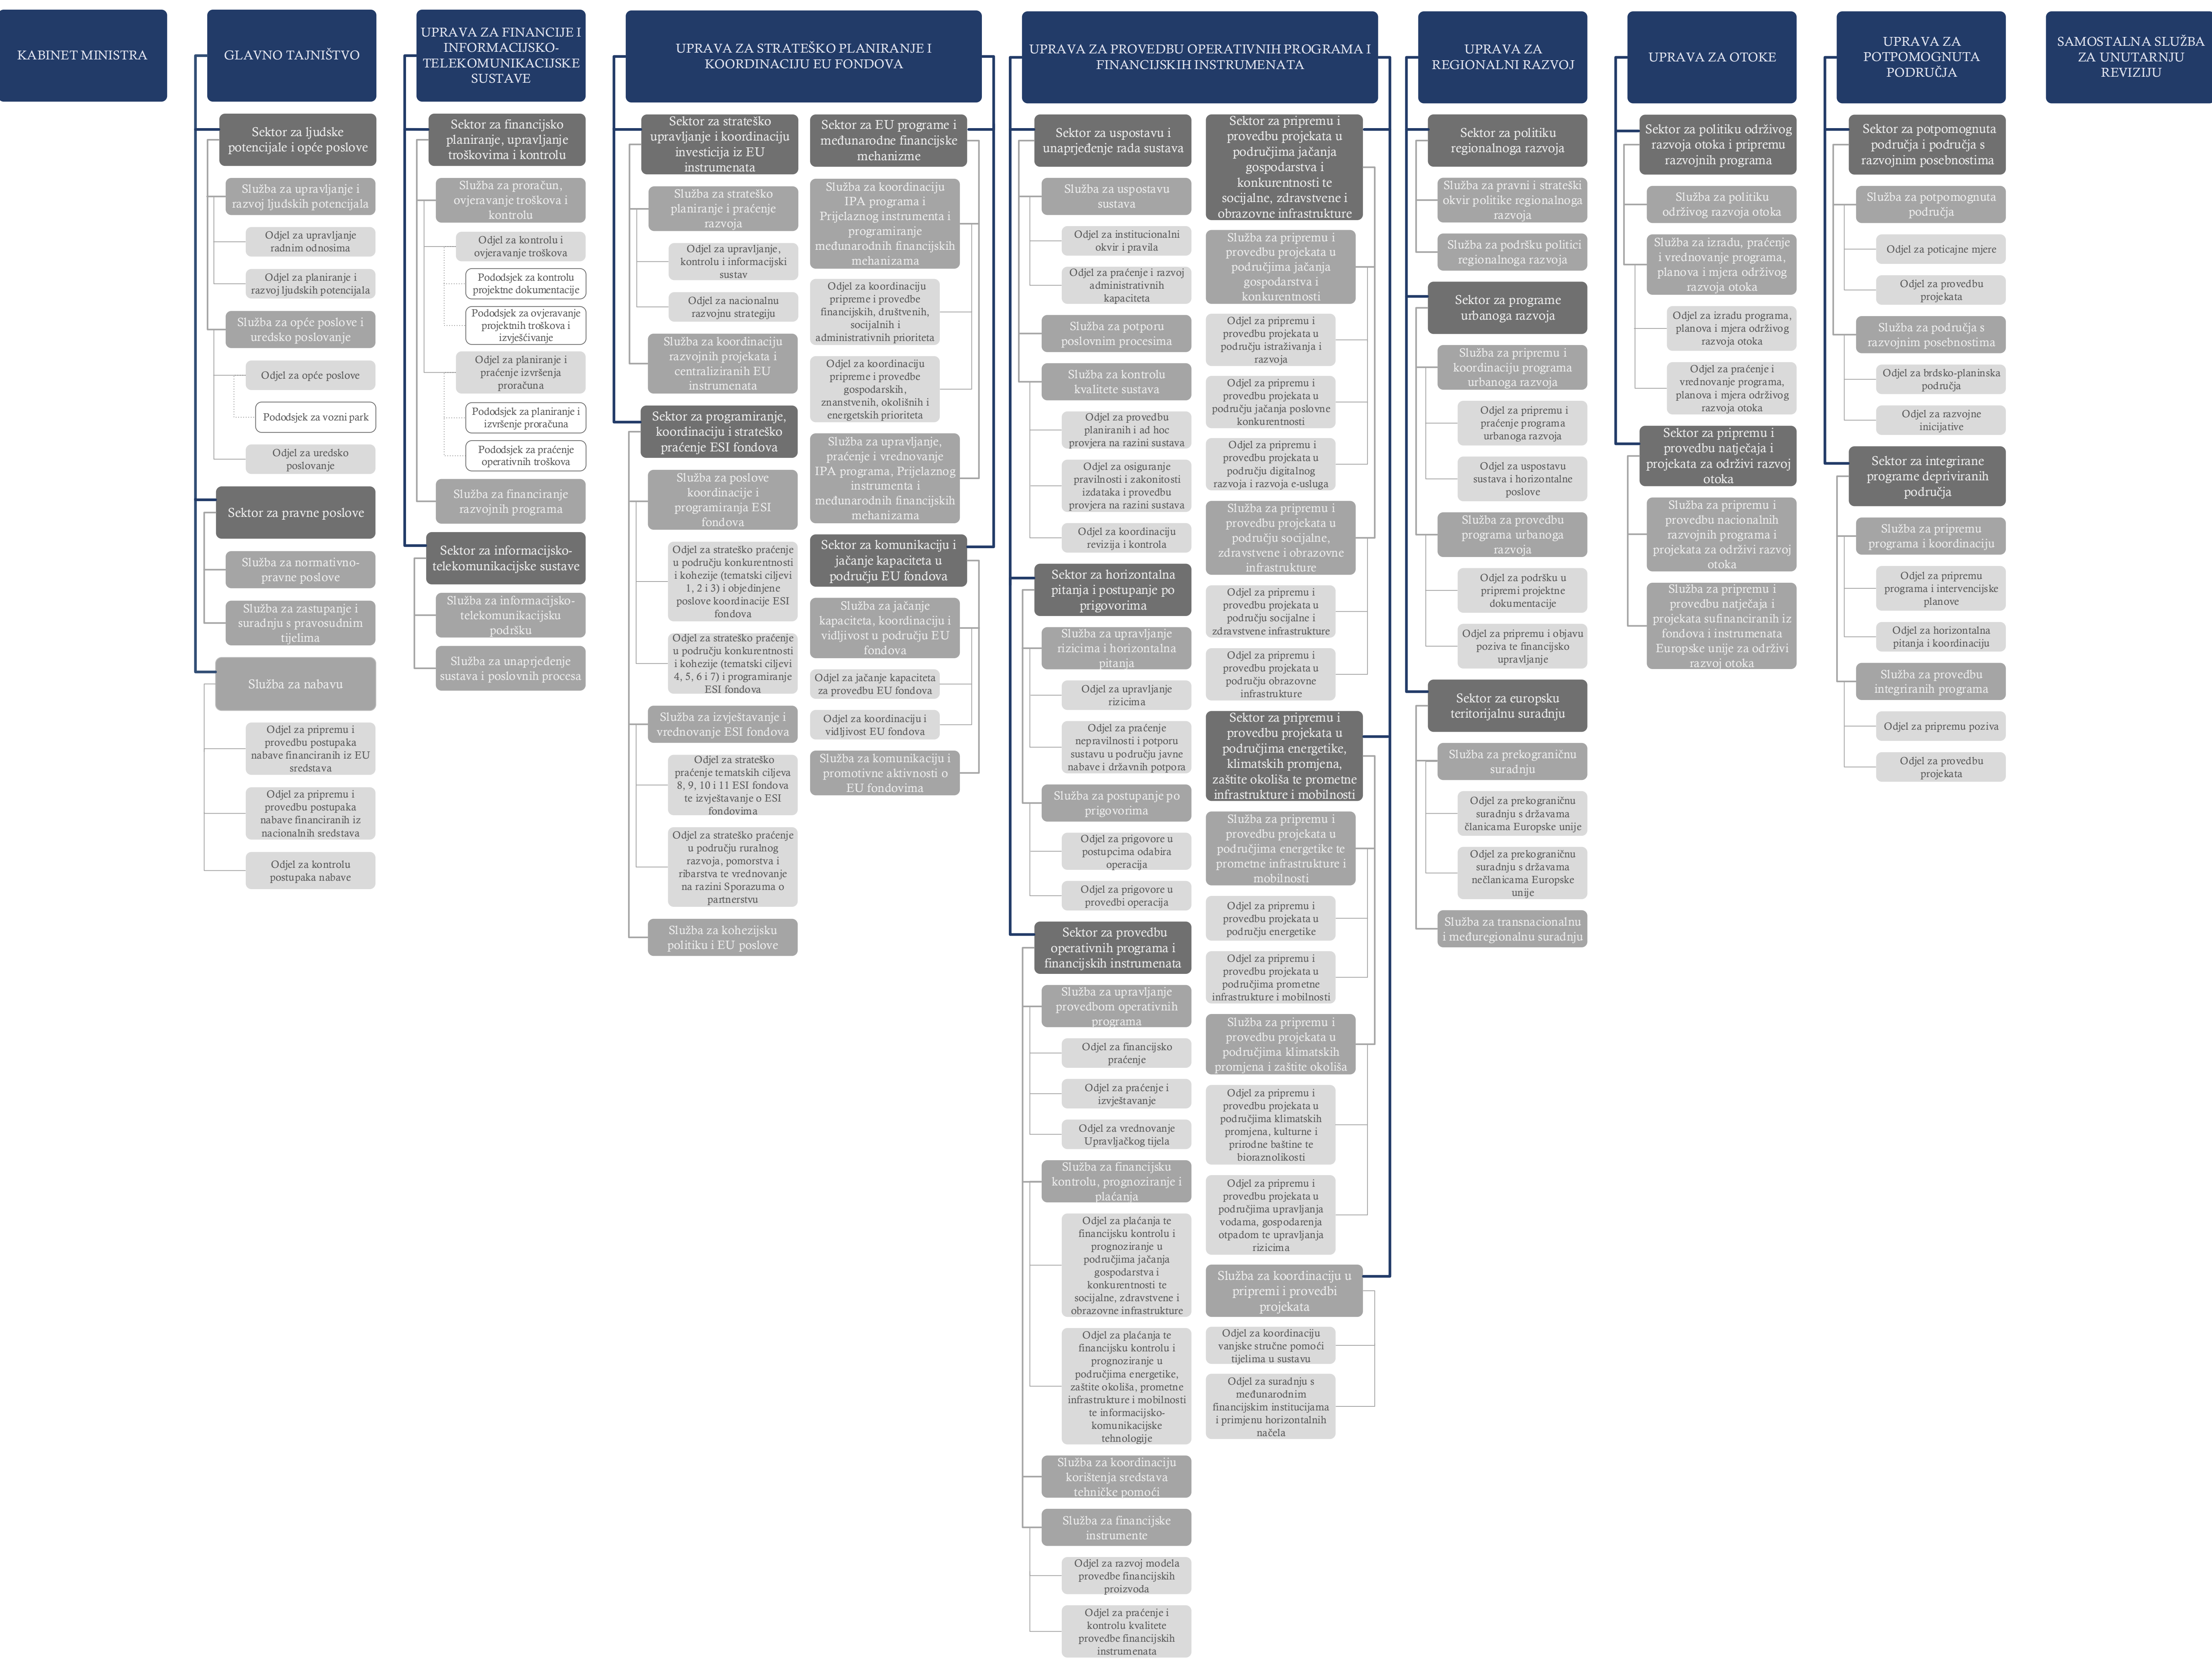 KABINET MINISTRA
GLAVNO TAJNIŠTVO
Sektor za ljudske
potencijale i opće poslove
Služba za upravljanje i
razvoj ljudskih potencijala
Odjel za upravljanje
radnim odnosima
Odjel za planiranje i
razvoj ljudskih potencijala
Služba za opće poslove i
uredsko poslovanje
Odjel za opće poslove
Pododsjek za vozni park
Odjel za uredsko
poslovanje
Sektor za pravne poslove
Služba za normativno-
pravne poslove
Služba za zastupanje i
suradnju s pravosudnim
tijelima
Služba za nabavu
Odjel za pripremu i
provedbu postupaka
nabave financiranih iz EU
sredstava
Odjel za pripremu i
provedbu postupaka
nabave financiranih iz
nacionalnih sredstava
Odjel za kontrolu
postupaka nabave
UPRAVA ZA FINANCIJE I
INFORMACIJSKO-
TELEKOMUNIKACIJSKE
SUSTAVE
Sektor za financijsko
planiranje, upravljanje
troškovima i kontrolu
Služba za proračun,
ovjeravanje troškova i
kontrolu
Odjel za kontrolu i
ovjeravanje troškova
Pododsjek za kontrolu
projektne dokumentacije
Pododsjek za ovjeravanje
projektnih troškova i
izvješćivanje
Odjel za planiranje i
praćenje izvršenja
proračuna
Pododsjek za planiranje i
izvršenje proračuna
Pododsjek za praćenje
operativnih troškova
Služba za financiranje
razvojnih programa
Sektor za informacijsko-
telekomunikacijske sustave
Služba za informacijsko-
telekomunikacijsku
podršku
Služba za unaprjeđenje
sustava i poslovnih procesa
UPRAVA ZA STRATEŠKO PLANIRANJE I
KOORDINACIJU EU FONDOVA
Sektor za strateško
upravljanje i koordinaciju
investicija iz EU
instrumenata
Služba za strateško
planiranje i praćenje
razvoja
Odjel za upravljanje,
kontrolu i informacijski
sustav
Odjel za nacionalnu
razvojnu strategiju
Služba za koordinaciju
razvojnih projekata i
centraliziranih EU
instrumenata
Sektor za programiranje,
koordinaciju i strateško
praćenje ESI fondova
Služba za poslove
koordinacije i
programiranja ESI
fondova
Odjel za strateško praćenje
u području konkurentnosti
i kohezije (tematski ciljevi
1, 2 i 3) i objedinjene
poslove koordinacije ESI
fondova
Odjel za strateško praćenje
u području konkurentnosti
i kohezije (tematski ciljevi
4, 5, 6 i 7) i programiranje
ESI fondova
Služba za izvještavanje i
vrednovanje ESI fondova
Odjel za strateško
praćenje tematskih ciljeva
8, 9, 10 i 11 ESI fondova
te izvještavanje o ESI
fondovima
Odjel za strateško praćenje
u području ruralnog
razvoja, pomorstva i
ribarstva te vrednovanje
na razini Sporazuma o
partnerstvu
Služba za kohezijsku
politiku i EU poslove
Sektor za EU programe i
međunarodne financijske
mehanizme
Služba za koordinaciju
IPA programa i
Prijelaznog instrumenta i
programiranje
međunarodnih financijskih
mehanizama
Odjel za koordinaciju
pripreme i provedbe
financijskih, društvenih,
socijalnih i
administrativnih prioriteta
Odjel za koordinaciju
pripreme i provedbe
gospodarskih,
znanstvenih, okolišnih i
energetskih prioriteta
Služba za upravljanje,
praćenje i vrednovanje
IPA programa, Prijelaznog
instrumenta i
međunarodnih financijskih
mehanizama
Sektor za komunikaciju i
jačanje kapaciteta u
području EU fondova
Služba za jačanje
kapaciteta, koordinaciju i
vidljivost u području EU
fondova
Odjel za jačanje kapaciteta
za provedbu EU fondova
Odjel za koordinaciju i
vidljivost EU fondova
Služba za komunikaciju i
promotivne aktivnosti o
EU fondovima
UPRAVA ZA PROVEDBU OPERATIVNIH PROGRAMA I
FINANCIJSKIH INSTRUMENATA
Sektor za uspostavu i
unaprjeđenje rada sustava
Služba za uspostavu
sustava
Odjel za institucionalni
okvir i pravila
Odjel za praćenje i razvoj
administrativnih
kapaciteta
Služba za potporu
poslovnim procesima
Služba za kontrolu
kvalitete sustava
Odjel za provedbu
planiranih i ad hoc
provjera na razini sustava
Odjel za osiguranje
pravilnosti i zakonitosti
izdataka i provedbu
provjera na razini sustava
Odjel za koordinaciju
revizija i kontrola
Sektor za horizontalna
pitanja i postupanje po
prigovorima
Služba za upravljanje
rizicima i horizontalna
pitanja
Odjel za upravljanje
rizicima
Odjel za praćenje
nepravilnosti i potporu
sustavu u području javne
nabave i državnih potpora
Služba za postupanje po
prigovorima
Odjel za prigovore u
postupcima odabira
operacija
Odjel za prigovore u
provedbi operacija
Sektor za provedbu
operativnih programa i
financijskih instrumenata
Služba za upravljanje
provedbom operativnih
programa
Odjel za financijsko
praćenje
Odjel za praćenje i
izvještavanje
Odjel za vrednovanje
Upravljačkog tijela
Služba za financijsku
kontrolu, prognoziranje i
plaćanja
Odjel za plaćanja te
financijsku kontrolu i
prognoziranje u
područjima jačanja
gospodarstva i
konkurentnosti te
socijalne, zdravstvene i
obrazovne infrastrukture
Odjel za plaćanja te
financijsku kontrolu i
prognoziranje u
područjima energetike,
zaštite okoliša, prometne
infrastrukture i mobilnosti
te informacijsko-
komunikacijske
tehnologije
Služba za koordinaciju
korištenja sredstava
tehničke pomoći
Služba za financijske
instrumente
Odjel za razvoj modela
provedbe financijskih
proizvoda
Odjel za praćenje i
kontrolu kvalitete
provedbe financijskih
instrumenata
Sektor za pripremu i
provedbu projekata u
područjima jačanja
gospodarstva i
konkurentnosti te
socijalne, zdravstvene i
obrazovne infrastrukture
Služba za pripremu i
provedbu projekata u
područjima jačanja
gospodarstva i
konkurentnosti
Odjel za pripremu i
provedbu projekata u
području istraživanja i
razvoja
Odjel za pripremu i
provedbu projekata u
području jačanja poslovne
konkurentnosti
Odjel za pripremu i
provedbu projekata u
području digitalnog
razvoja i razvoja e-usluga
Služba za pripremu i
provedbu projekata u
području socijalne,
zdravstvene i obrazovne
infrastrukture
Odjel za pripremu i
provedbu projekata u
području socijalne i
zdravstvene infrastrukture
Odjel za pripremu i
provedbu projekata u
području obrazovne
infrastrukture
Sektor za pripremu i
provedbu projekata u
područjima energetike,
klimatskih promjena,
zaštite okoliša te prometne
infrastrukture i mobilnosti
Služba za pripremu i
provedbu projekata u
područjima energetike te
prometne infrastrukture i
mobilnosti
Odjel za pripremu i
provedbu projekata u
području energetike
Odjel za pripremu i
provedbu projekata u
područjima prometne
infrastrukture i mobilnosti
Služba za pripremu i
provedbu projekata u
područjima klimatskih
promjena i zaštite okoliša
Odjel za pripremu i
provedbu projekata u
područjima klimatskih
promjena, kulturne i
prirodne baštine te
bioraznolikosti
Odjel za pripremu i
provedbu projekata u
područjima upravljanja
vodama, gospodarenja
otpadom te upravljanja
rizicima
Služba za koordinaciju u
pripremi i provedbi
projekata
Odjel za koordinaciju
vanjske stručne pomoći
tijelima u sustavu
Odjel za suradnju s
međunarodnim
financijskim institucijama
i primjenu horizontalnih
načela
UPRAVA ZA
REGIONALNI RAZVOJ
Sektor za politiku
regionalnoga razvoja
Služba za pravni i strateški
okvir politike regionalnoga
razvoja
Služba za podršku politici
regionalnoga razvoja
Sektor za programe
urbanoga razvoja
Služba za pripremu i
koordinaciju programa
urbanoga razvoja
Odjel za pripremu i
praćenje programa
urbanoga razvoja
Odjel za uspostavu
sustava i horizontalne
poslove
Služba za provedbu
programa urbanoga
razvoja
Odjel za podršku u
pripremi projektne
dokumentacije
Odjel za pripremu i objavu
poziva te financijsko
upravljanje
Sektor za europsku
teritorijalnu suradnju
Služba za prekograničnu
suradnju
Odjel za prekograničnu
suradnju s državama
članicama Europske unije
Odjel za prekograničnu
suradnju s državama
nečlanicama Europske
unije
Služba za transnacionalnu
i međuregionalnu suradnju
UPRAVA ZA OTOKE
Sektor za politiku održivog
razvoja otoka i pripremu
razvojnih programa
Služba za politiku
održivog razvoja otoka
Služba za izradu, praćenje
i vrednovanje programa,
planova i mjera održivog
razvoja otoka
Odjel za izradu programa,
planova i mjera održivog
razvoja otoka
Odjel za praćenje i
vrednovanje programa,
planova i mjera održivog
razvoja otoka
Sektor za pripremu i
provedbu natječaja i
projekata za održivi razvoj
otoka
Služba za pripremu i
provedbu nacionalnih
razvojnih programa i
projekata za održivi razvoj
otoka
Služba za pripremu i
provedbu natječaja i
projekata sufinanciranih iz
fondova i instrumenata
Europske unije za održivi
razvoj otoka
UPRAVA ZA
POTPOMOGNUTA
PODRUČJA
Sektor za potpomognuta
područja i područja s
razvojnim posebnostima
Služba za potpomognuta
područja
Odjel za poticajne mjere
Odjel za provedbu
projekata
Služba za područja s
razvojnim posebnostima
Odjel za brdsko-planinska
područja
Odjel za razvojne
inicijative
Sektor za integrirane
programe depriviranih
područja
Služba za pripremu
programa i koordinaciju
Odjel za pripremu
programa i intervencijske
planove
Odjel za horizontalna
pitanja i koordinaciju
Služba za provedbu
integriranih programa
Odjel za pripremu poziva
Odjel za provedbu
projekata
SAMOSTALNA SLUŽBA
ZA UNUTARNJU
REVIZIJU